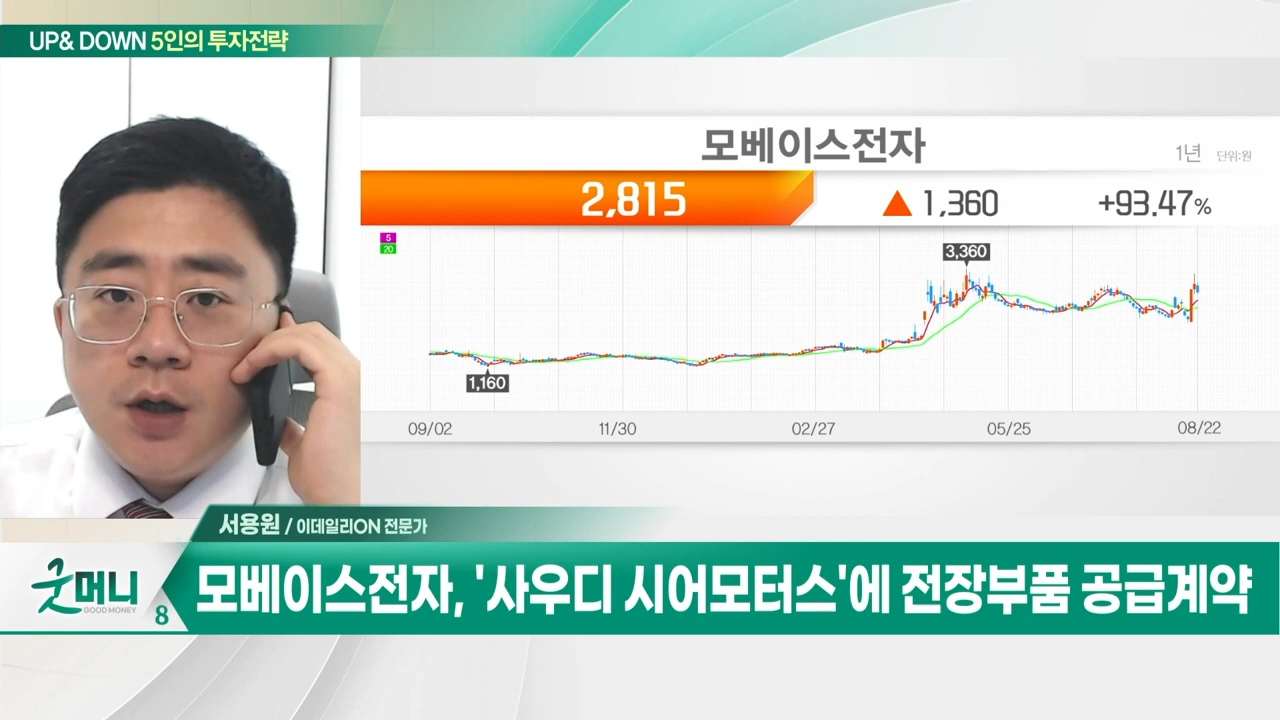 UP& DOWN 5인의 투자전략
모베이스전자
1년 단위:원
2,815 ▲ 1,360 +93.47%
5
20
3,360
1,160
09/02 11/30 02/27 05/25 08/22
서용원 / 이데일리ON 전문가
굿머니
GOOD MONEY
8
모베이스전자, '사우디 시어모터스'에 전장부품 공급계약